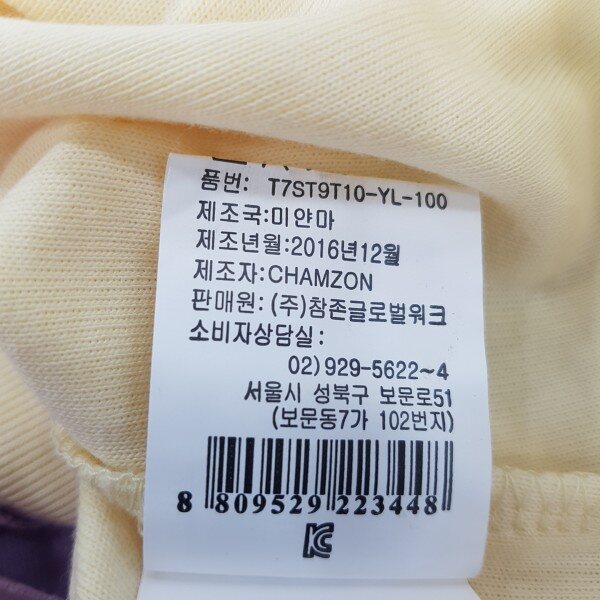 품번: T7ST9T10-YL-100
제조국:미얀마
제조년월:2016년12월
제조자:CHAMZON
판매원: (주)참존글로벌워크
소비자상담실:
02)929-5622~4
서울시 성북구 보문로51
(보문동7가 102번지)
8 809529 223448